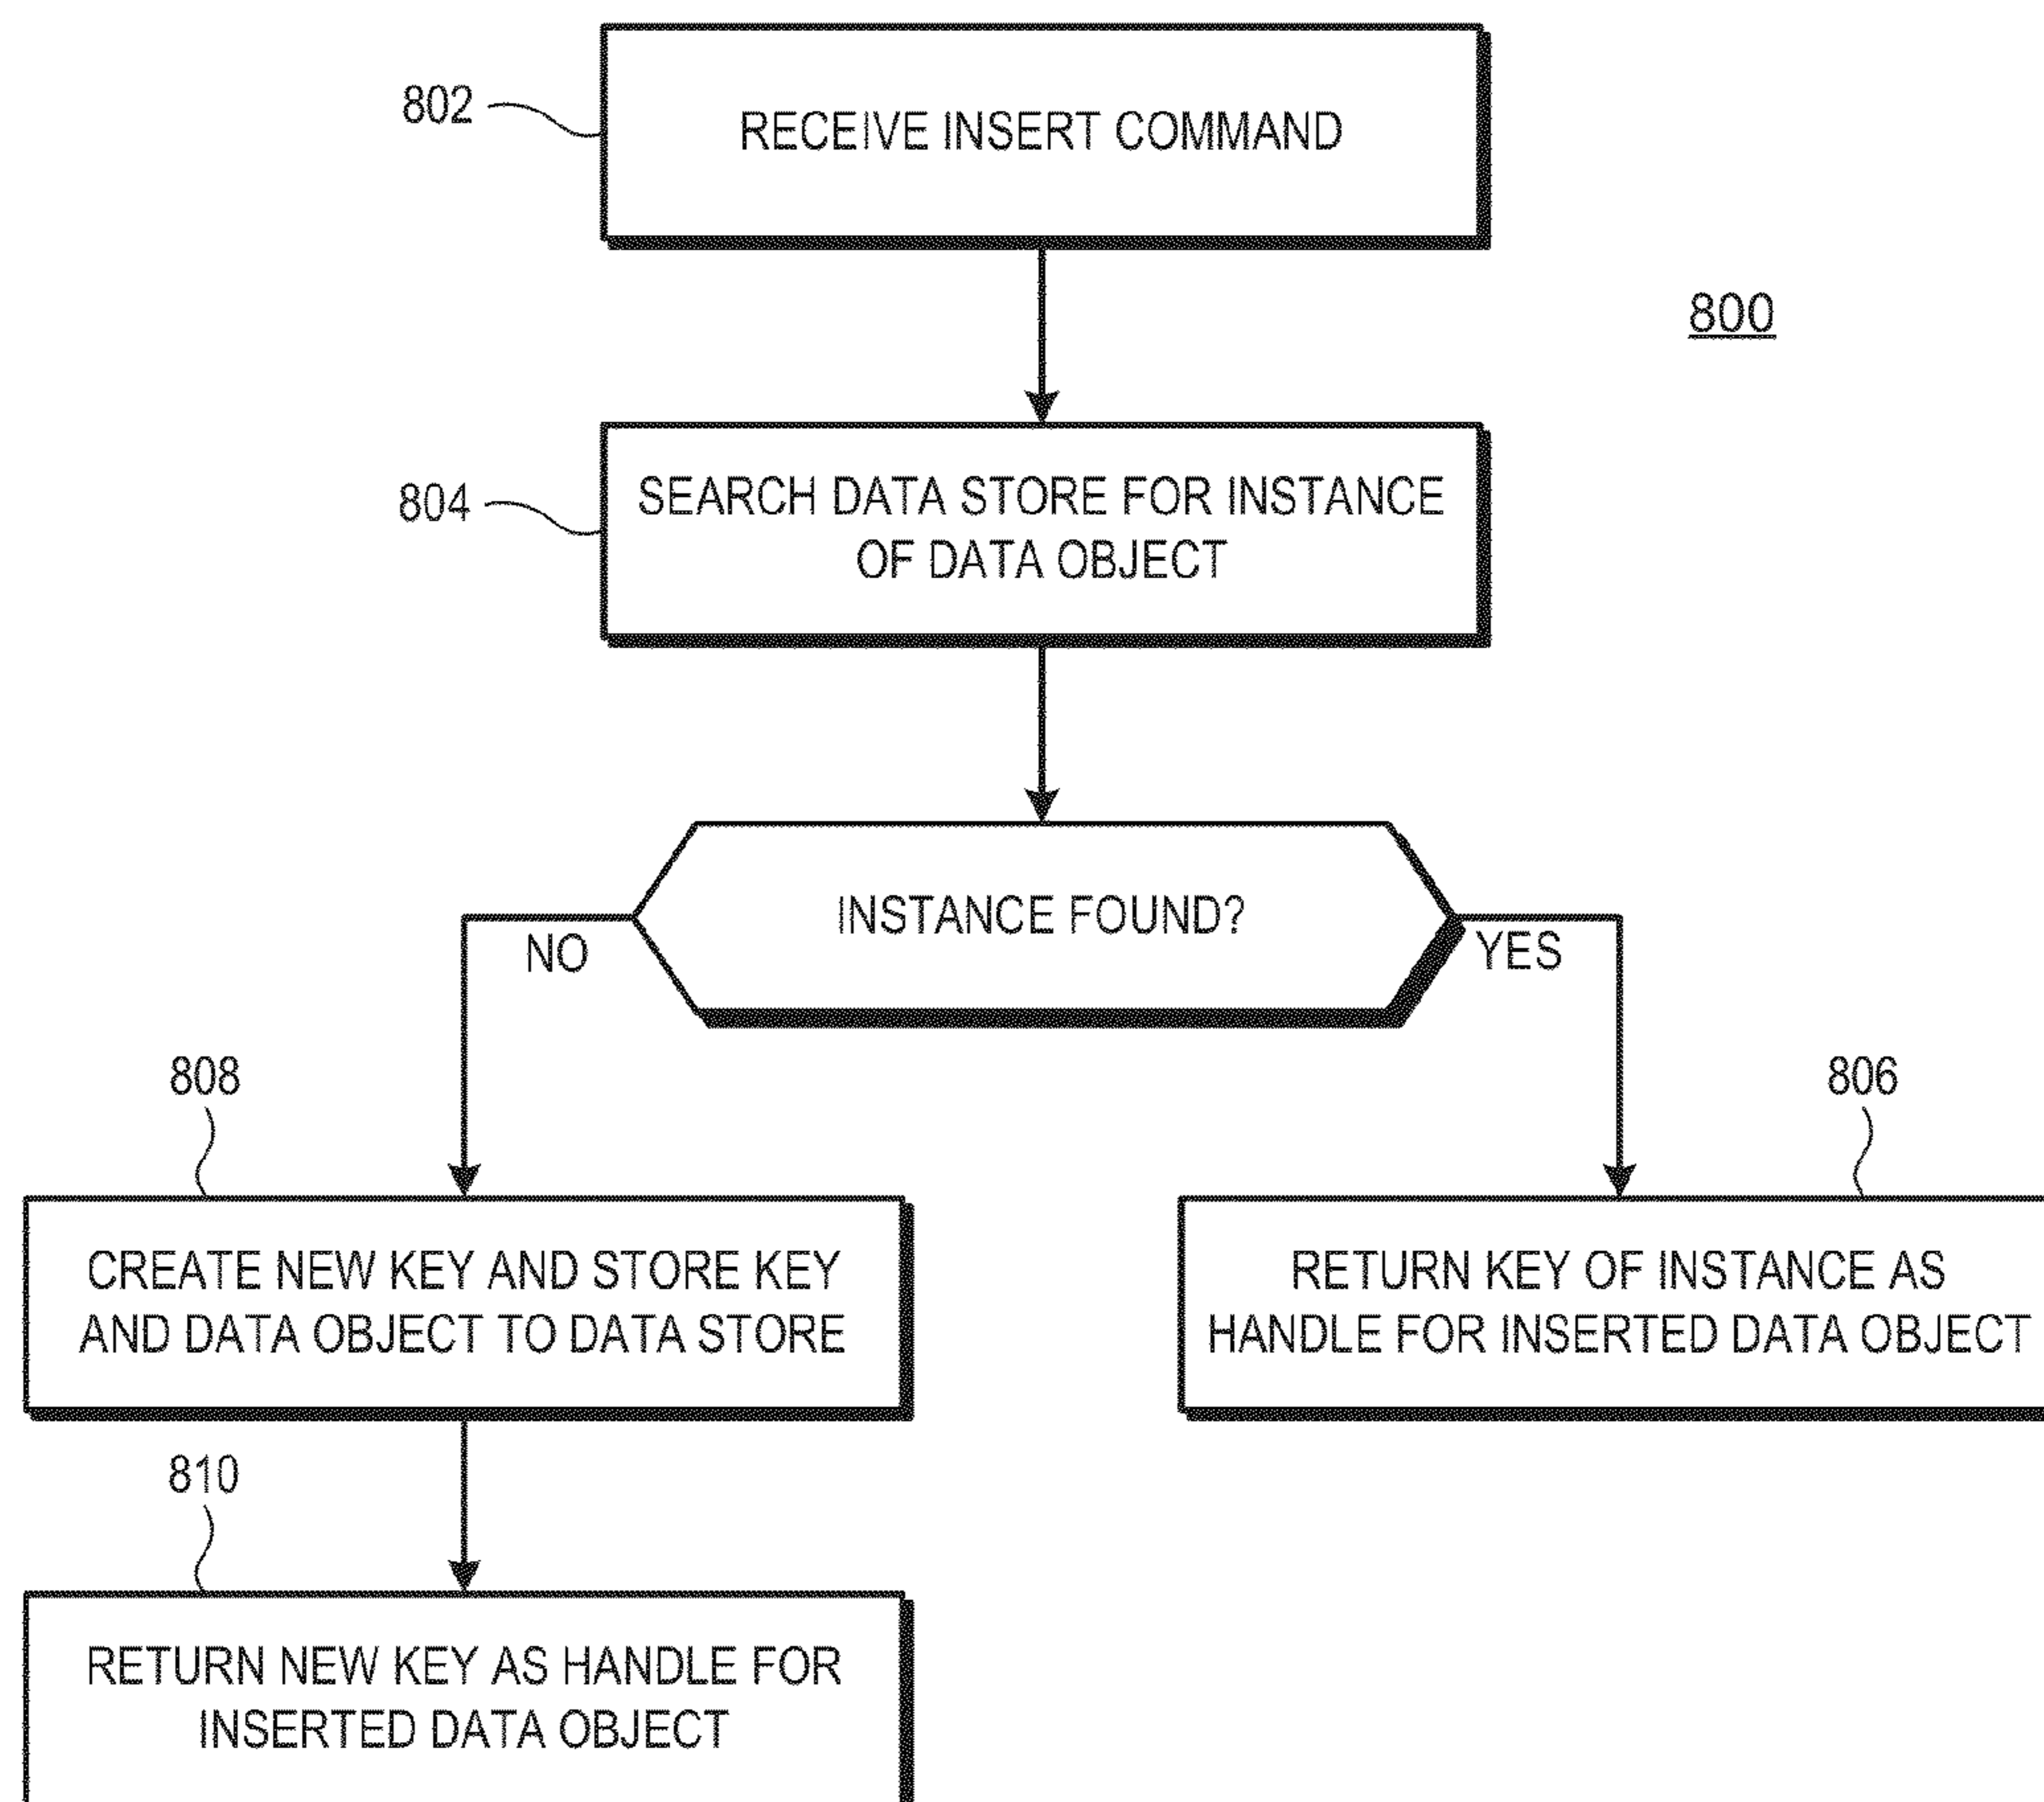 802
RECEIVE INSERT COMMAND
800
804
SEARCH DATA STORE FOR INSTANCE
OF DATA OBJECT
INSTANCE FOUND?
NO
YES
808
806
CREATE NEW KEY AND STORE KEY
AND DATA OBJECT TO DATA STORE
RETURN KEY OF INSTANCE AS
HANDLE FOR INSERTED DATA OBJECT
810
RETURN NEW KEY AS HANDLE FOR
INSERTED DATA OBJECT